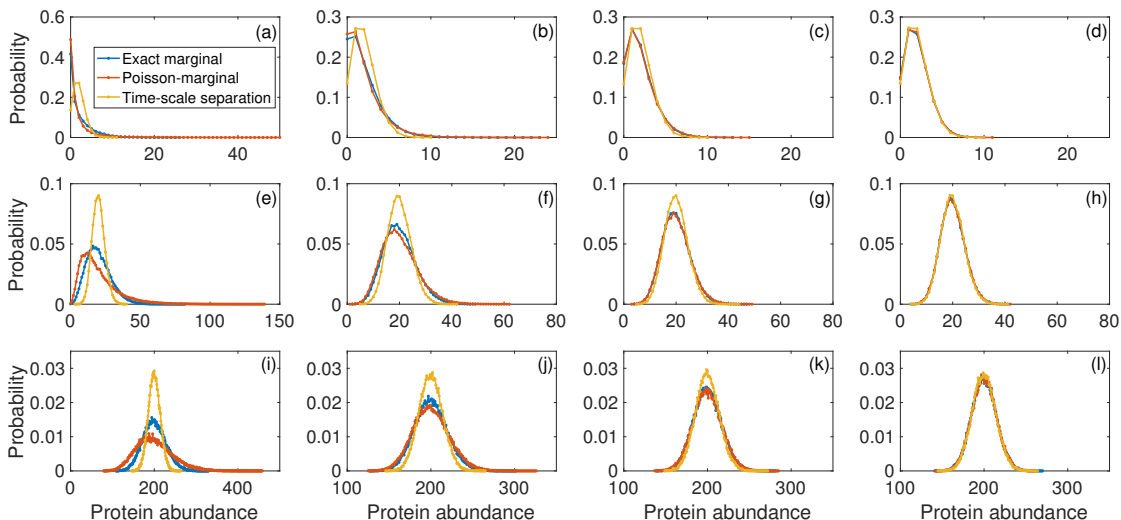 0.6 (a) 0.3 (b) 0.3 (c) 0.3 (d)
Probability
Exact marginal
Poisson-marginal
Time-scale separation
0.4 0.2 0.2 0.2
0.2 0.1 0.1 0.1
0 0 0 0
0 20 40 0 10 20 0 10 20 0 10 20
0.1 (e) 0.1 (f) 0.1 (g) 0.1 (h)
Probability
0.05 0.05 0.05 0.05
0 0 0 0
0 50 100 150 0 20 40 60 80 0 20 40 60 80 0 20 40 60 80
(i) (j) (k) (l)
Probability
0.03 0.03 0.03 0.03
0.02 0.02 0.02 0.02
0.01 0.01 0.01 0.01
0 0 0 0
0 200 400 100 200 300 100 200 300 100 200 300
Protein abundance Protein abundance Protein abundance Protein abundance